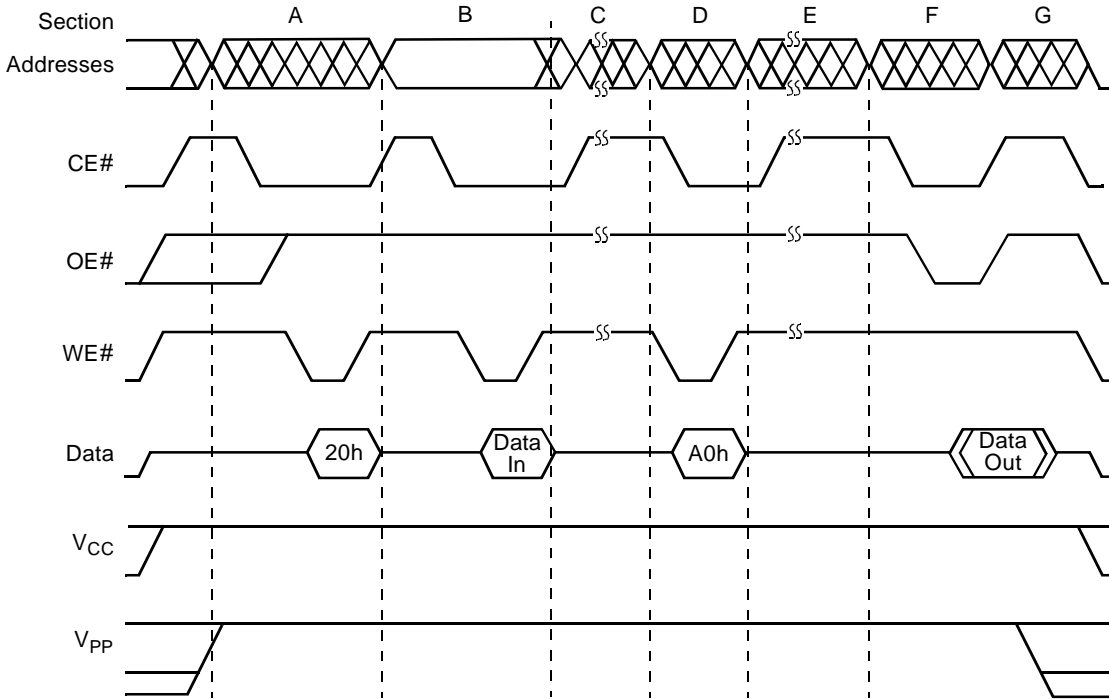 Section A B C D E F G
Addresses
CE#
OE#
WE#
Data 20h Data In A0h Data Out
VCC
VPP